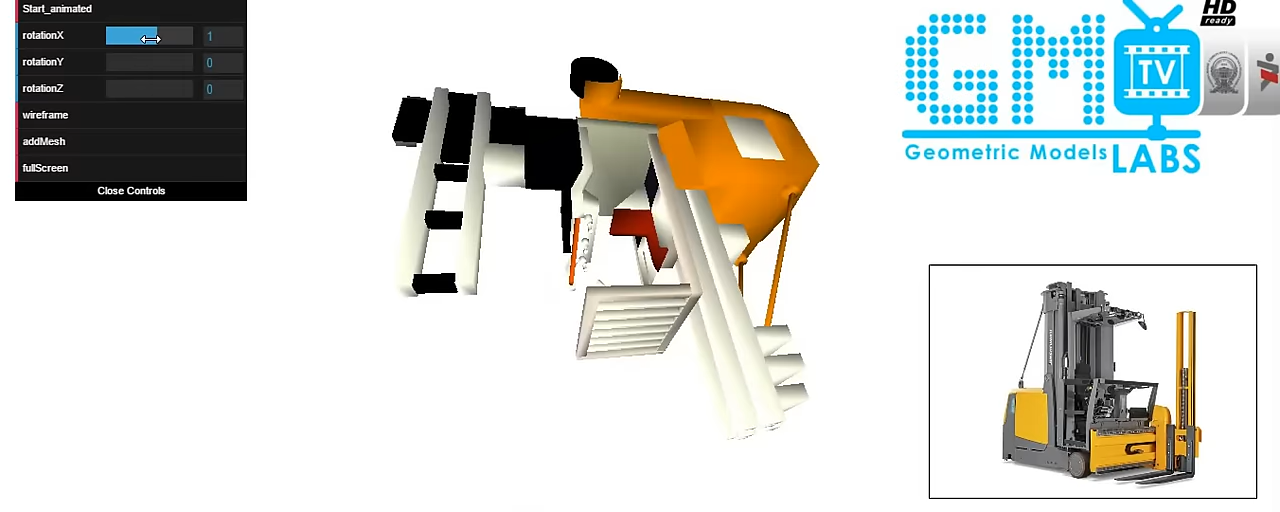 Start_animated
rotationX 1
rotationY 0
rotationZ 0
wireframe
addMesh
fullScreen
Close Controls
HD
ready
GM TV
Geometric Models LABS